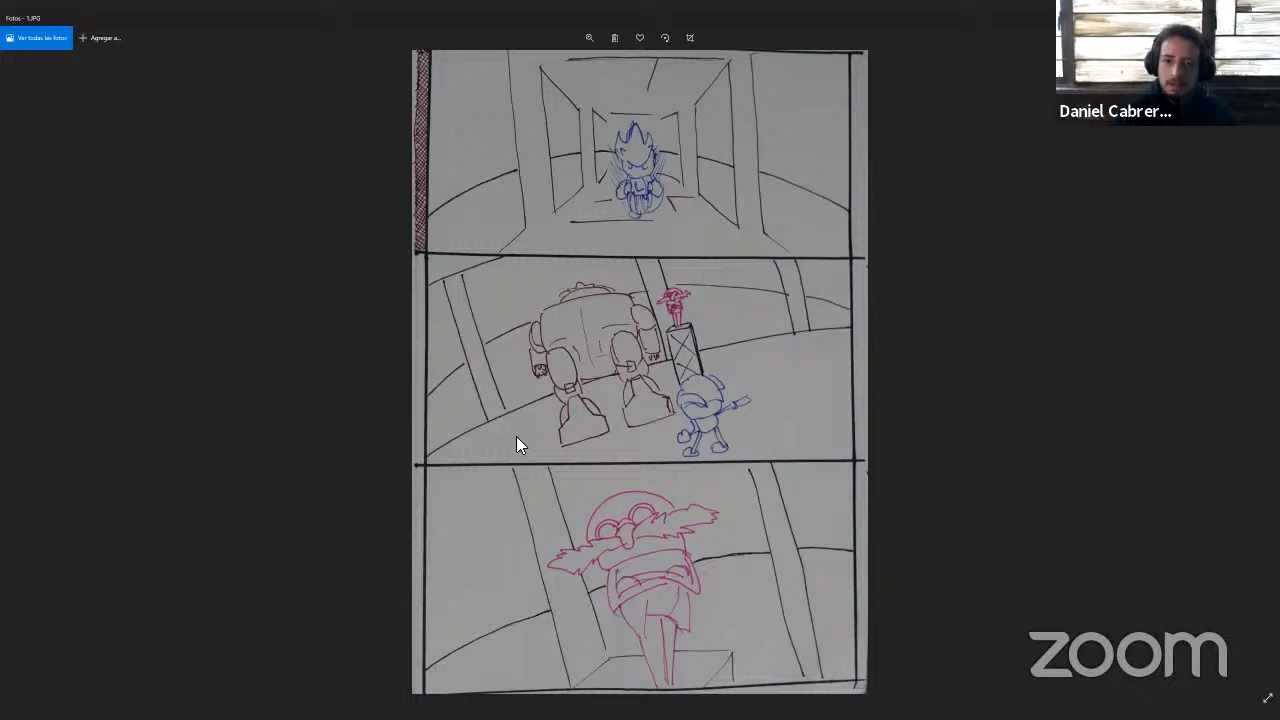 Fotos - 1.JPG
Ver todas las fotos
Agregar a...
Daniel Cabrer...
zoom